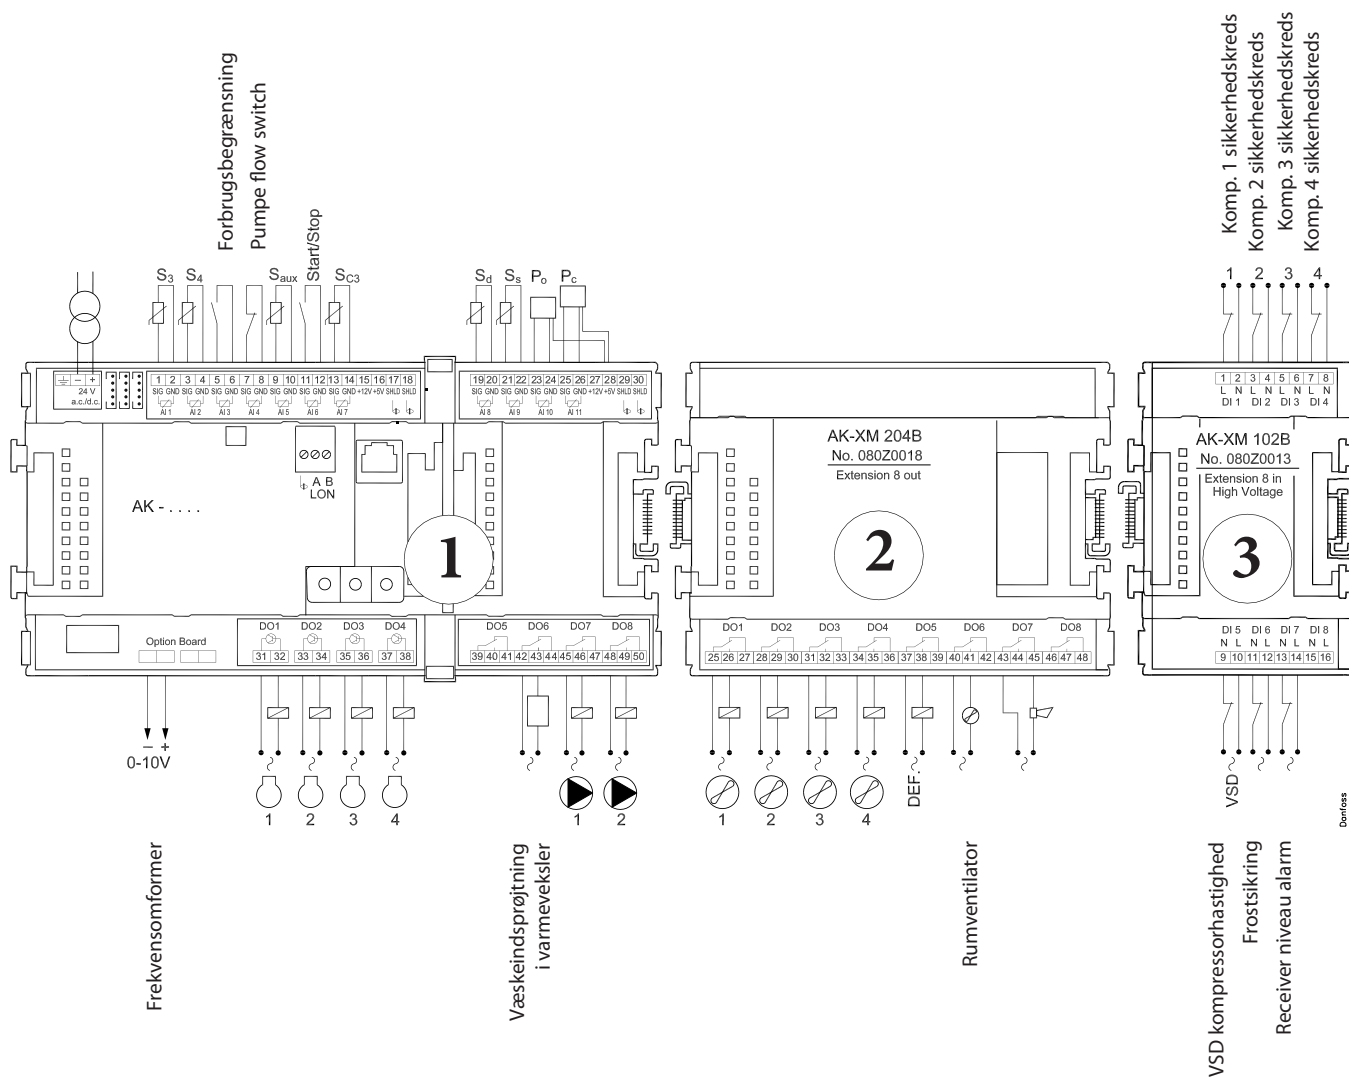 Komp. 1 sikkerhedskreds
Komp. 2 sikkerhedskreds
Komp. 3 sikkerhedskreds
Komp. 4 sikkerhedskreds
Forbrugsbegrænsning
Pumpe flow switch
Start/Stop
S3 S4 Saux SC3 Sd Ss Po Pc
1 2 3 4
– +
24 V
a.c./d.c.
1 2 3 4 5 6 7 8 9 10 11 12 13 14 15 16 17 18
SIG GND SIG GND SIG GND SIG GND SIG GND SIG GND SIG GND +12V +5V SHLD SHLD
AI 1 AI 2 AI 3 AI 4 AI 5 AI 6 AI 7
19 20 21 22 23 24 25 26 27 28 29 30
SIG GND SIG GND SIG GND SIG GND +12V +5V SHLD SHLD
AI 8 AI 9 AI 10 AI 11
1 2 3 4 5 6 7 8
L N L N L N L N
DI 1 DI 2 DI 3 DI 4
AK - . . . .
A B
LON
1
AK-XM 204B
No. 080Z0018
Extension 8 out
2
AK-XM 102B
No. 080Z0013
Extension 8 in
High Voltage
3
Option Board
DO1 DO2 DO3 DO4
31 32 33 34 35 36 37 38
DO5 DO6 DO7 DO8
39 40 41 42 43 44 45 46 47 48 49 50
DO1 DO2 DO3 DO4 DO5 DO6 DO7 DO8
25 26 27 28 29 30 31 32 33 34 35 36 37 38 39 40 41 42 43 44 45 46 47 48
DI 5 DI 6 DI 7 DI 8
N L N L N L N L
9 10 11 12 13 14 15 16
– +
0-10V
1 2 3 4
1 2
1 2 3 4
DEF.
VSD
Danfoss
Frekvensomformer
Væskeindsprøjtning
i varmeveksler
Rumventilator
VSD kompressorhastighed
Frostsikring
Receiver niveau alarm